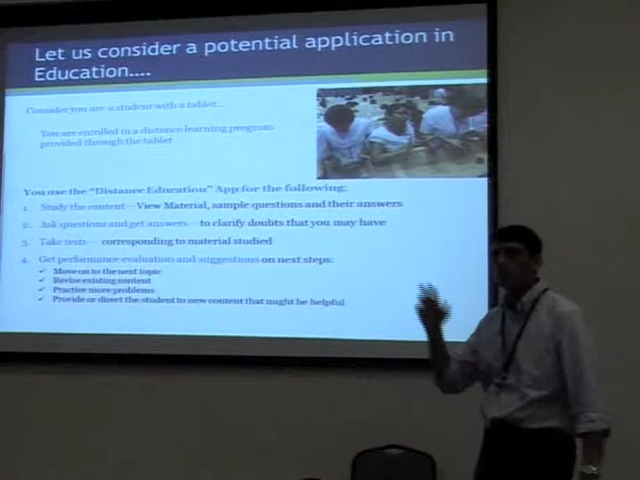 Let us consider a potential application in
Education....
Consider you are a student with a tablet...
You are enrolled in a distance learning program
provided through the tablet
You use the "Distance Education" App for the following:
1. Study the content—View Material, sample questions and their answers
2. Ask questions and get answers— to clarify doubts that you may have
3. Take tests— corresponding to material studied
4. Get performance evaluation and suggestions on next steps:
✓ Move on to the next topic
✓ Revise existing content
✓ Practice more problems
✓ Provide or direct the student to new content that might be helpful